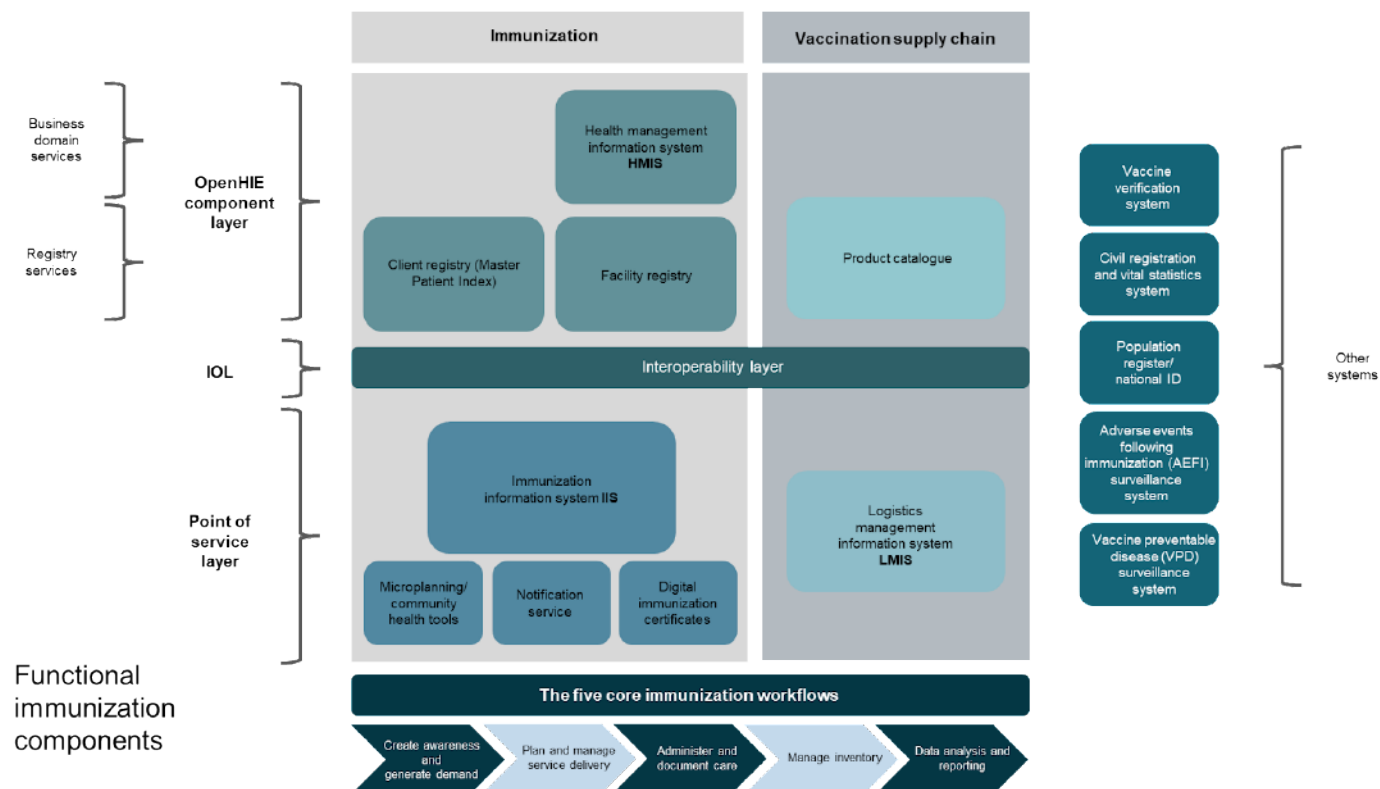 Immunization
Vaccination supply chain
Business
domain
services
Registry
services
OpenHIE
component
layer
Health management
information system
HMIS
Client registry (Master
Patient Index)
Facility registry
Product catalogue
IOL
Interoperability layer
Point of
service
layer
Immunization
information system IIS
Microplanning/
community
health tools
Notification
service
Digital
immunization
certificates
Logistics
management
information system
LMIS
Vaccine
verification
system
Civil registration
and vital statistics
system
Population
register/
national ID
Adverse events
following
immunization (AEFI)
surveillance
system
Vaccine preventable
disease (VPD)
surveillance
system
Other
systems
Functional
immunization
components
The five core immunization workflows
Create awareness
and
generate demand
Plan and manage
service delivery
Administer and
document care
Manage inventory
Data analysis and
reporting